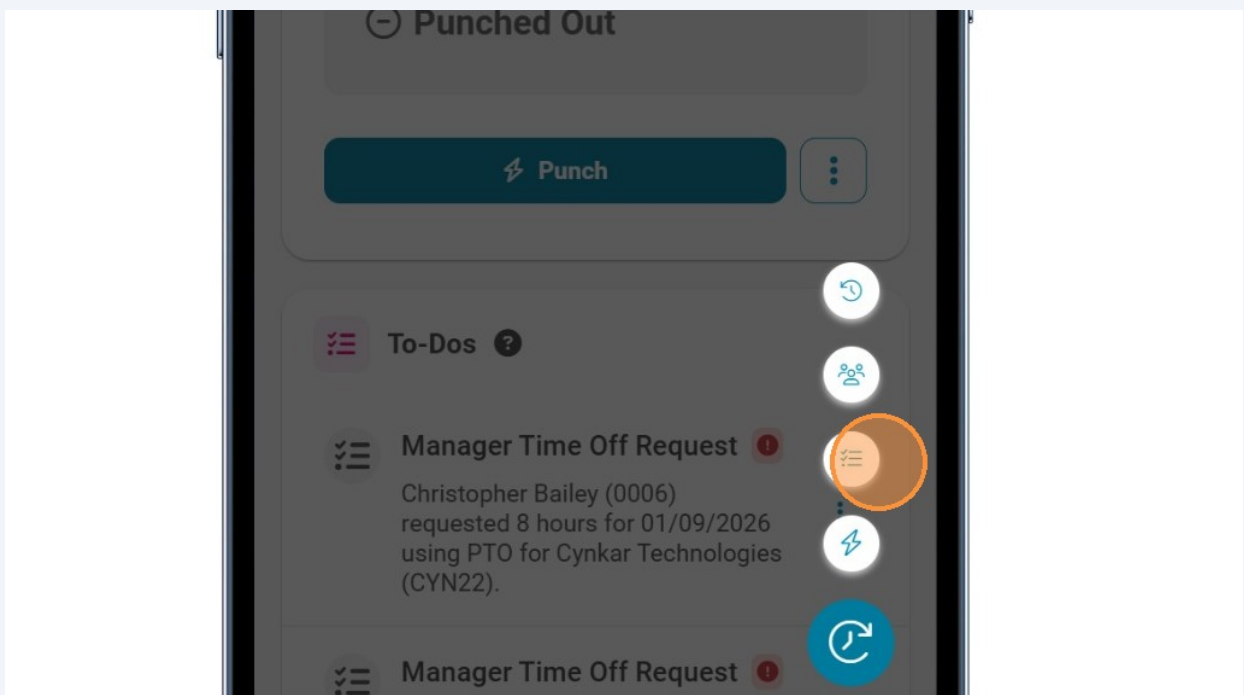 Punched Out
Punch
To-Dos
Manager Time Off Request
Christopher Bailey (0006)
requested 8 hours for 01/09/2026
using PTO for Cynkar Technologies
(CYN22).
Manager Time Off Request